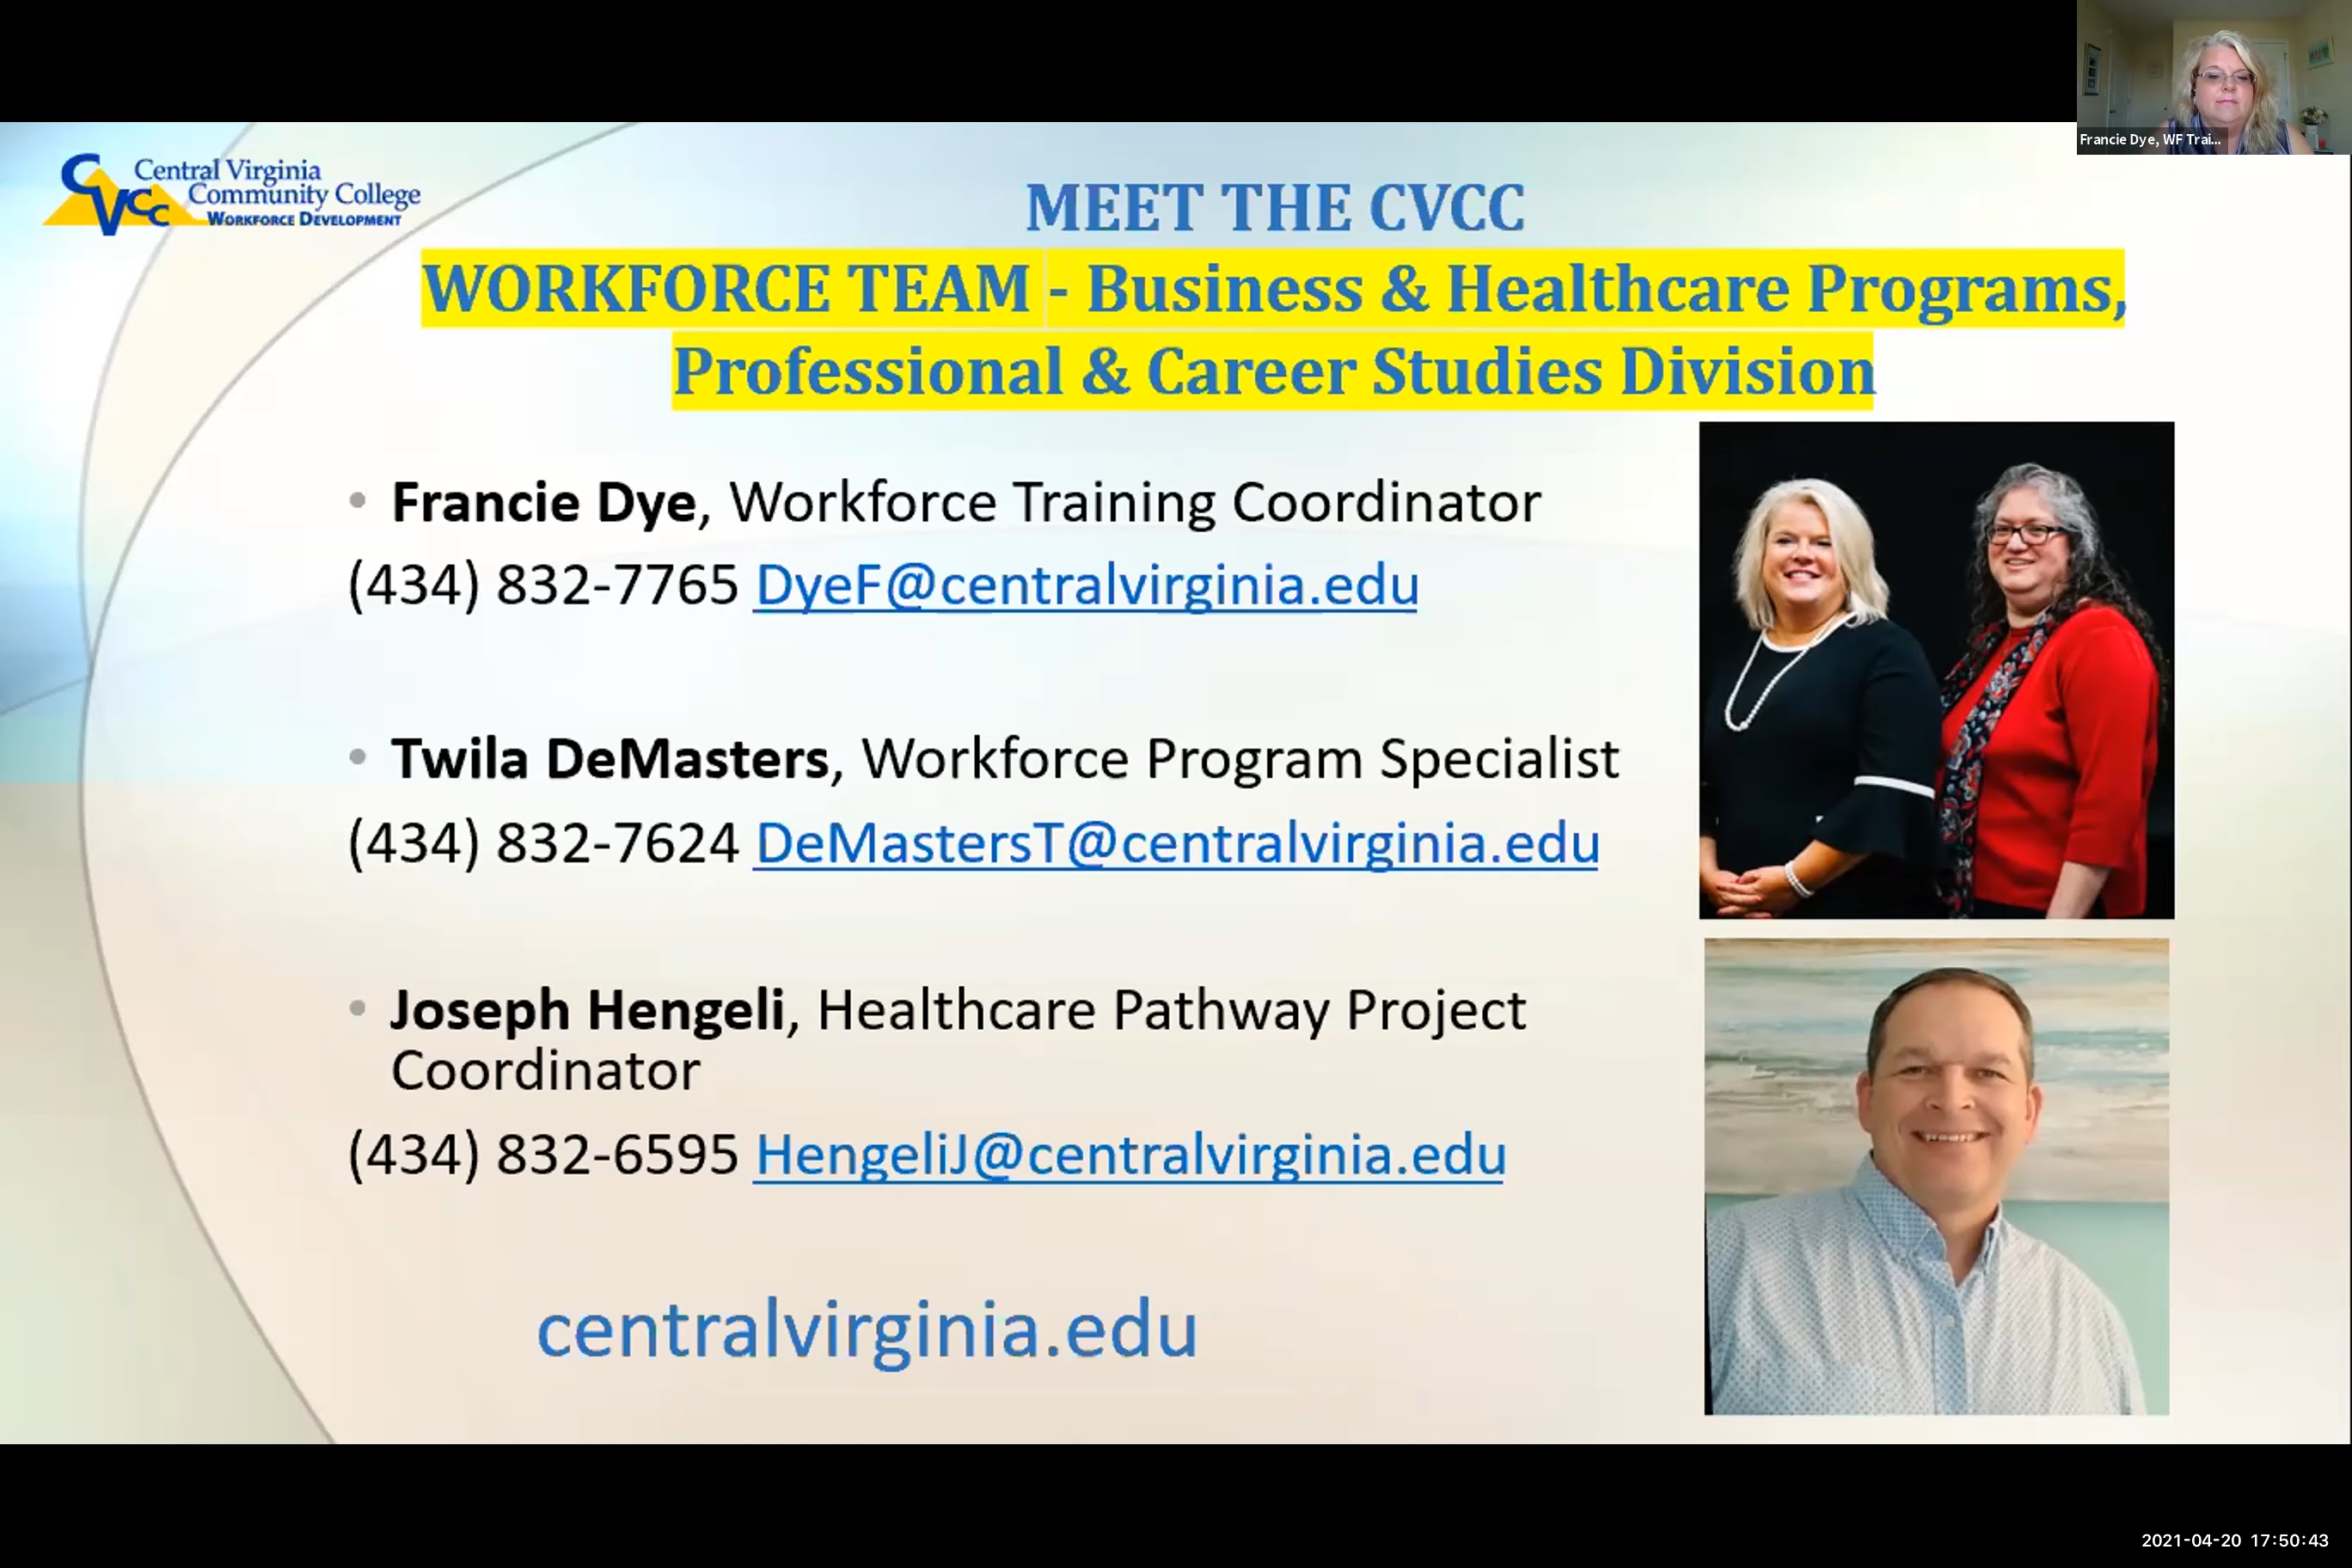 Francie Dye, WF Trai...
CVCC
Central Virginia
Community College
WORKFORCE DEVELOPMENT
MEET THE CVCC
WORKFORCE TEAM - Business & Healthcare Programs,
Professional & Career Studies Division
• Francie Dye, Workforce Training Coordinator
(434) 832-7765 DyeF@centralvirginia.edu
• Twila DeMasters, Workforce Program Specialist
(434) 832-7624 DeMastersT@centralvirginia.edu
• Joseph Hengeli, Healthcare Pathway Project
Coordinator
(434) 832-6595 HengeliJ@centralvirginia.edu
centralvirginia.edu
2021-04-20 17:50:43